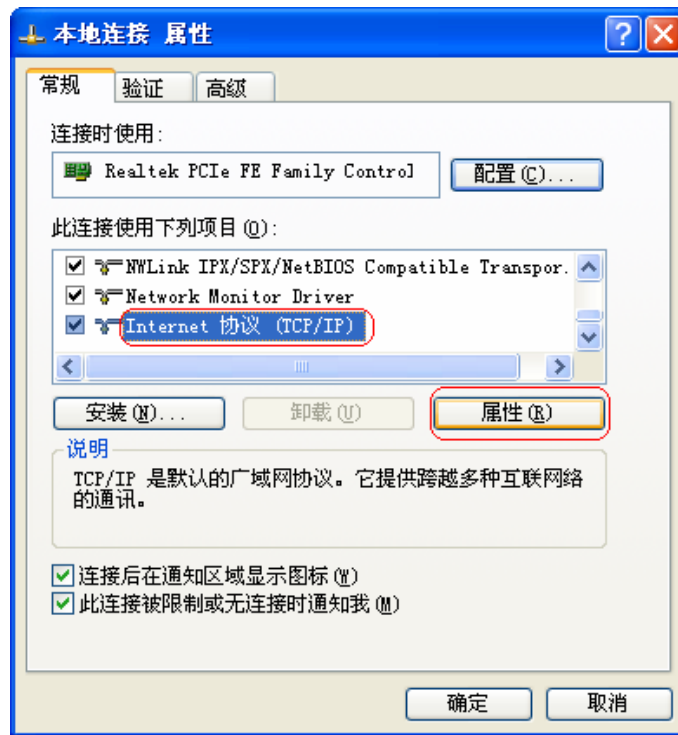 本地连接 属性
常规 验证 高级
连接时使用:
Realtek PCIe FE Family Control 配置(C)...
此连接使用下列项目(O):
NWLink IPX/SPX/NetBIOS Compatible Transpor.
Network Monitor Driver
Internet 协议 (TCP/IP)
安装(N)... 卸载(U) 属性(R)
说明
TCP/IP 是默认的广域网协议。它提供跨越多种互联网络
的通讯。
连接后在通知区域显示图标(W)
此连接被限制或无连接时通知我(M)
确定 取消